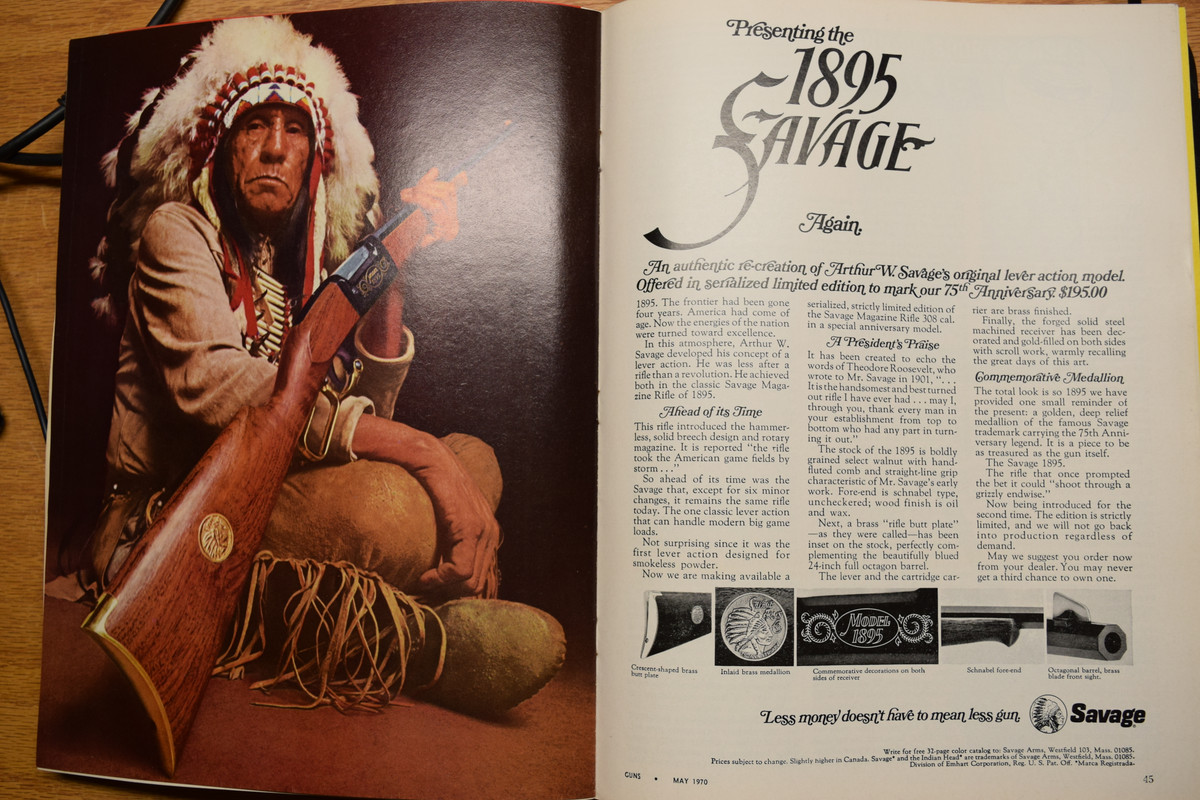 Presenting the
1895
SAVAGE
Again.
An authentic re-creation of Arthur W. Savage's original lever action model.
Offered in serialized limited edition to mark our 75th Anniversary. $195.00
1895. The frontier had been gone
four years. America had come of
age. Now the energies of the nation
were turned toward excellence.
In this atmosphere, Arthur W.
Savage developed his concept of a
lever action. He was less after a
rifle than a revolution. He achieved
both in the classic Savage Maga-
zine Rifle of 1895.
Ahead of its Time
This rifle introduced the hammer-
less, solid breech design and rotary
magazine. It is reported "the rifle
took the American game fields by
storm . . ."
So ahead of its time was the
Savage that, except for six minor
changes, it remains the same rifle
today. The one classic lever action
that can handle modern big game
loads.
Not surprising since it was the
first lever action designed for
smokeless powder.
Now we are making available a
serialized, strictly limited edition of
the Savage Magazine Rifle 308 cal.
in a special anniversary model.
A President's Praise
It has been created to echo the
words of Theodore Roosevelt, who
wrote to Mr. Savage in 1901, ". . .
It is the handsomest and best turned
out rifle I have ever had . . . may I,
through you, thank every man in
your establishment from top to
bottom who had any part in turn-
ing it out."
The stock of the 1895 is boldly
grained select walnut with hand-
fluted comb and straight-line grip
characteristic of Mr. Savage's early
work. Fore-end is schnabel type,
uncheckered; wood finish is oil
and wax.
Next, a brass "rifle butt plate"
—as they were called—has been
inset on the stock, perfectly com-
plementing the beautifully blued
24-inch full octagon barrel.
The lever and the cartridge car-
rier are brass finished.
Finally, the forged solid steel
machined receiver has been dec-
orated and gold-filled on both sides
with scroll work, warmly recalling
the great days of this art.
Commemorative Medallion
The total look is so 1895 we have
provided one small reminder of
the present: a golden, deep relief
medallion of the famous Savage
trademark carrying the 75th Anni-
versary legend. It is a piece to be
as treasured as the gun itself.
The Savage 1895.
The rifle that once prompted
the bet it could "shoot through a
grizzly endwise."
Now being introduced for the
second time. The edition is strictly
limited, and we will not go back
into production regardless of
demand.
May we suggest you order now
from your dealer. You may never
get a third chance to own one.
MODEL
1895
Crescent-shaped brass
butt plate
Inlaid brass medallion
Commemorative decorations on both
sides of receiver
Schnabel fore-end
Octagonal barrel, brass
blade front sight.
Less money doesn't have to mean less gun.
Savage
Write for free 32-page color catalog to: Savage Arms, Westfield 103, Mass. 01085.
Prices subject to change. Slightly higher in Canada. Savage* and the Indian Head* are trademarks of Savage Arms, Westfield, Mass. 01085.
Division of Emhart Corporation, Reg. U. S. Pat. Off. *Marca Registrada.
GUNS • MAY 1970
45